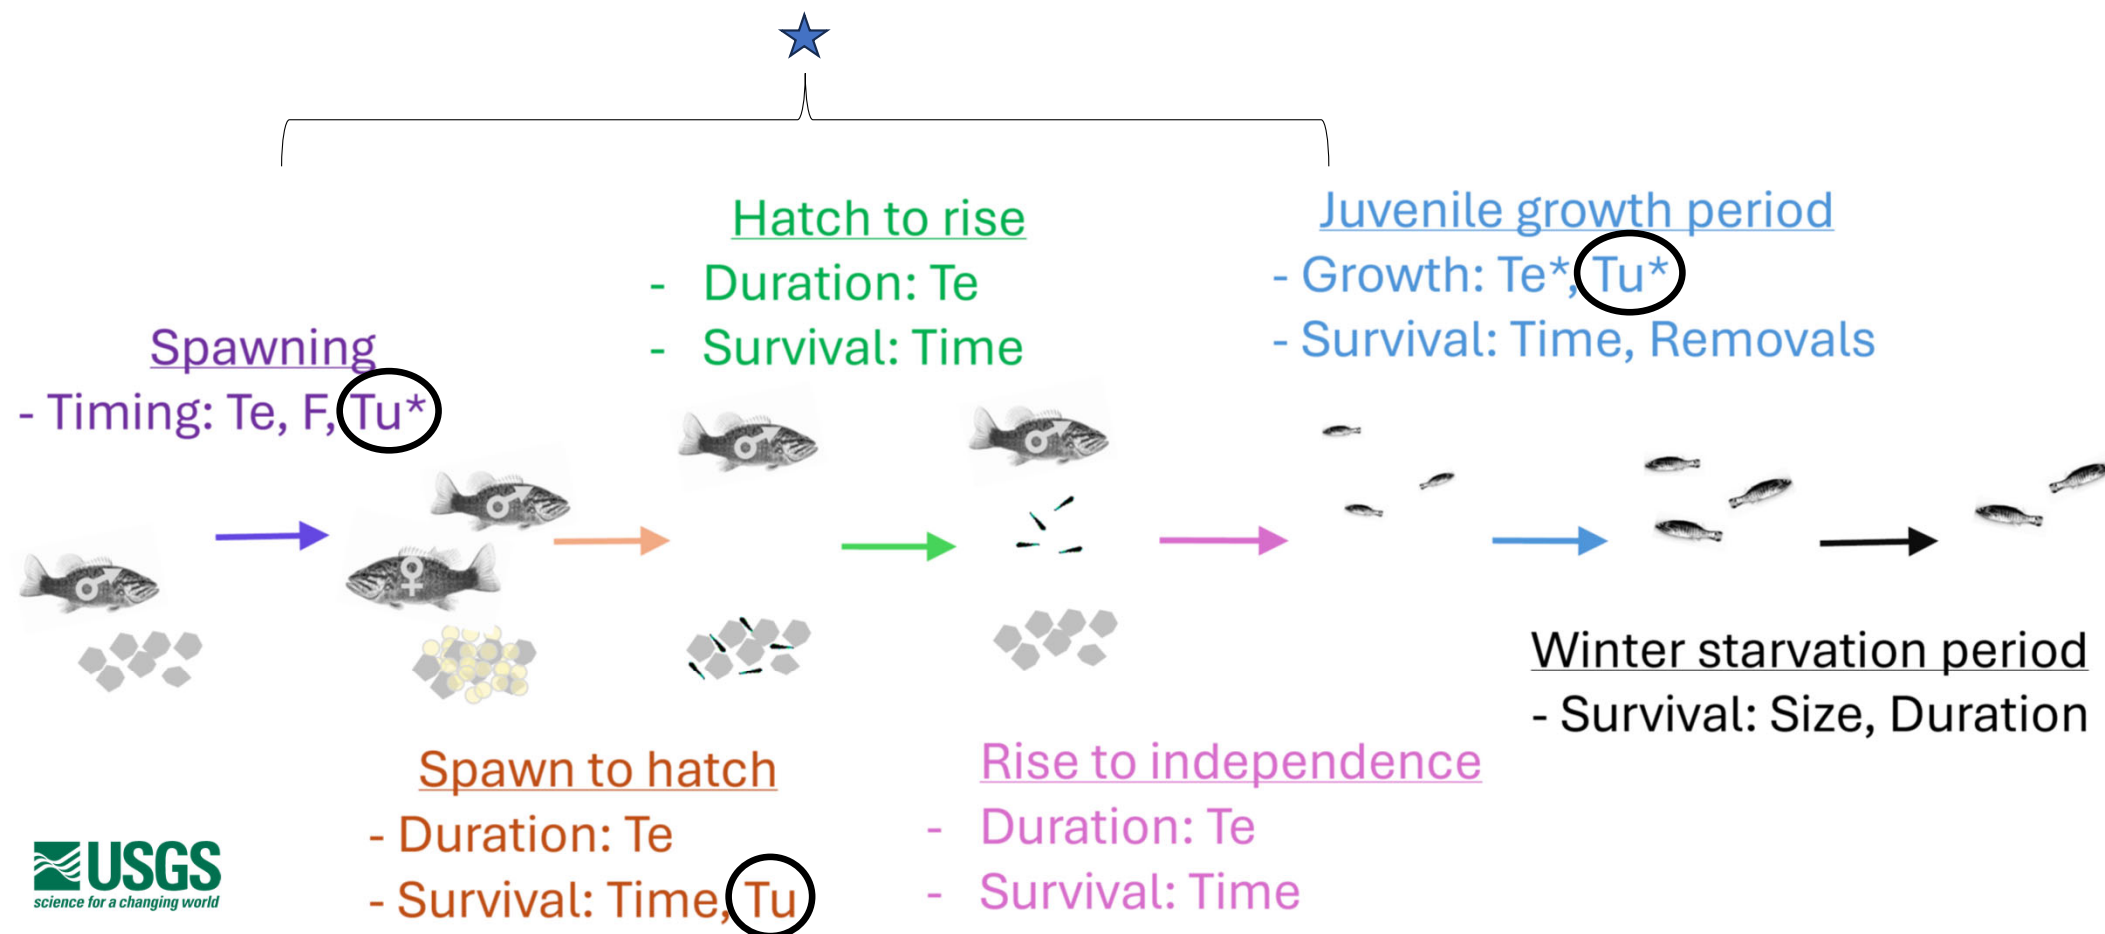 Spawning
- Timing: Te, F, Tu*
Spawn to hatch
- Duration: Te
- Survival: Time, Tu
Hatch to rise
- Duration: Te
- Survival: Time
Rise to independence
- Duration: Te
- Survival: Time
Juvenile growth period
- Growth: Te*, Tu*
- Survival: Time, Removals
Winter starvation period
- Survival: Size, Duration
USGS
science for a changing world